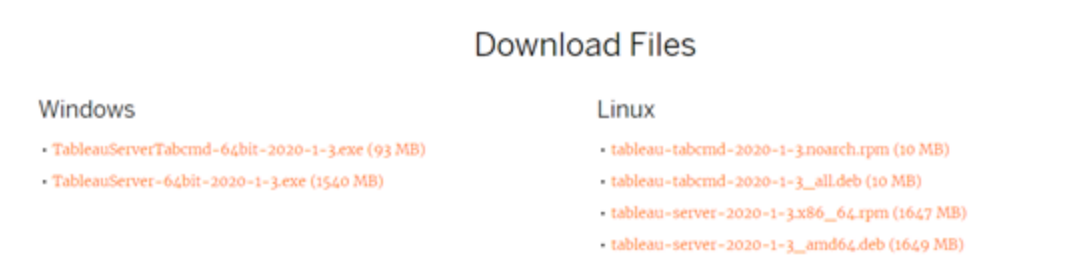 Download Files
Windows
• TableauServerTabcmd-64bit-2020-1-3.exe (93 MB)
• TableauServer-64bit-2020-1-3.exe (1540 MB)
Linux
• tableau-tabcmd-2020-1-3.noarch.rpm (10 MB)
• tableau-tabcmd-2020-1-3_all.deb (10 MB)
• tableau-server-2020-1-3.x86_64.rpm (1647 MB)
• tableau-server-2020-1-3_amd64.deb (1649 MB)